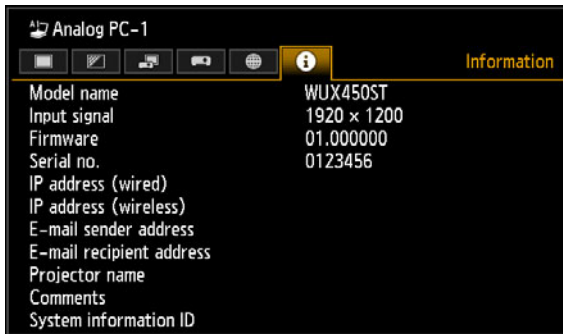 Analog PC-1
Information
Model name WUX450ST
Input signal 1920 × 1200
Firmware 01.000000
Serial no. 0123456
IP address (wired)
IP address (wireless)
E-mail sender address
E-mail recipient address
Projector name
Comments
System information ID